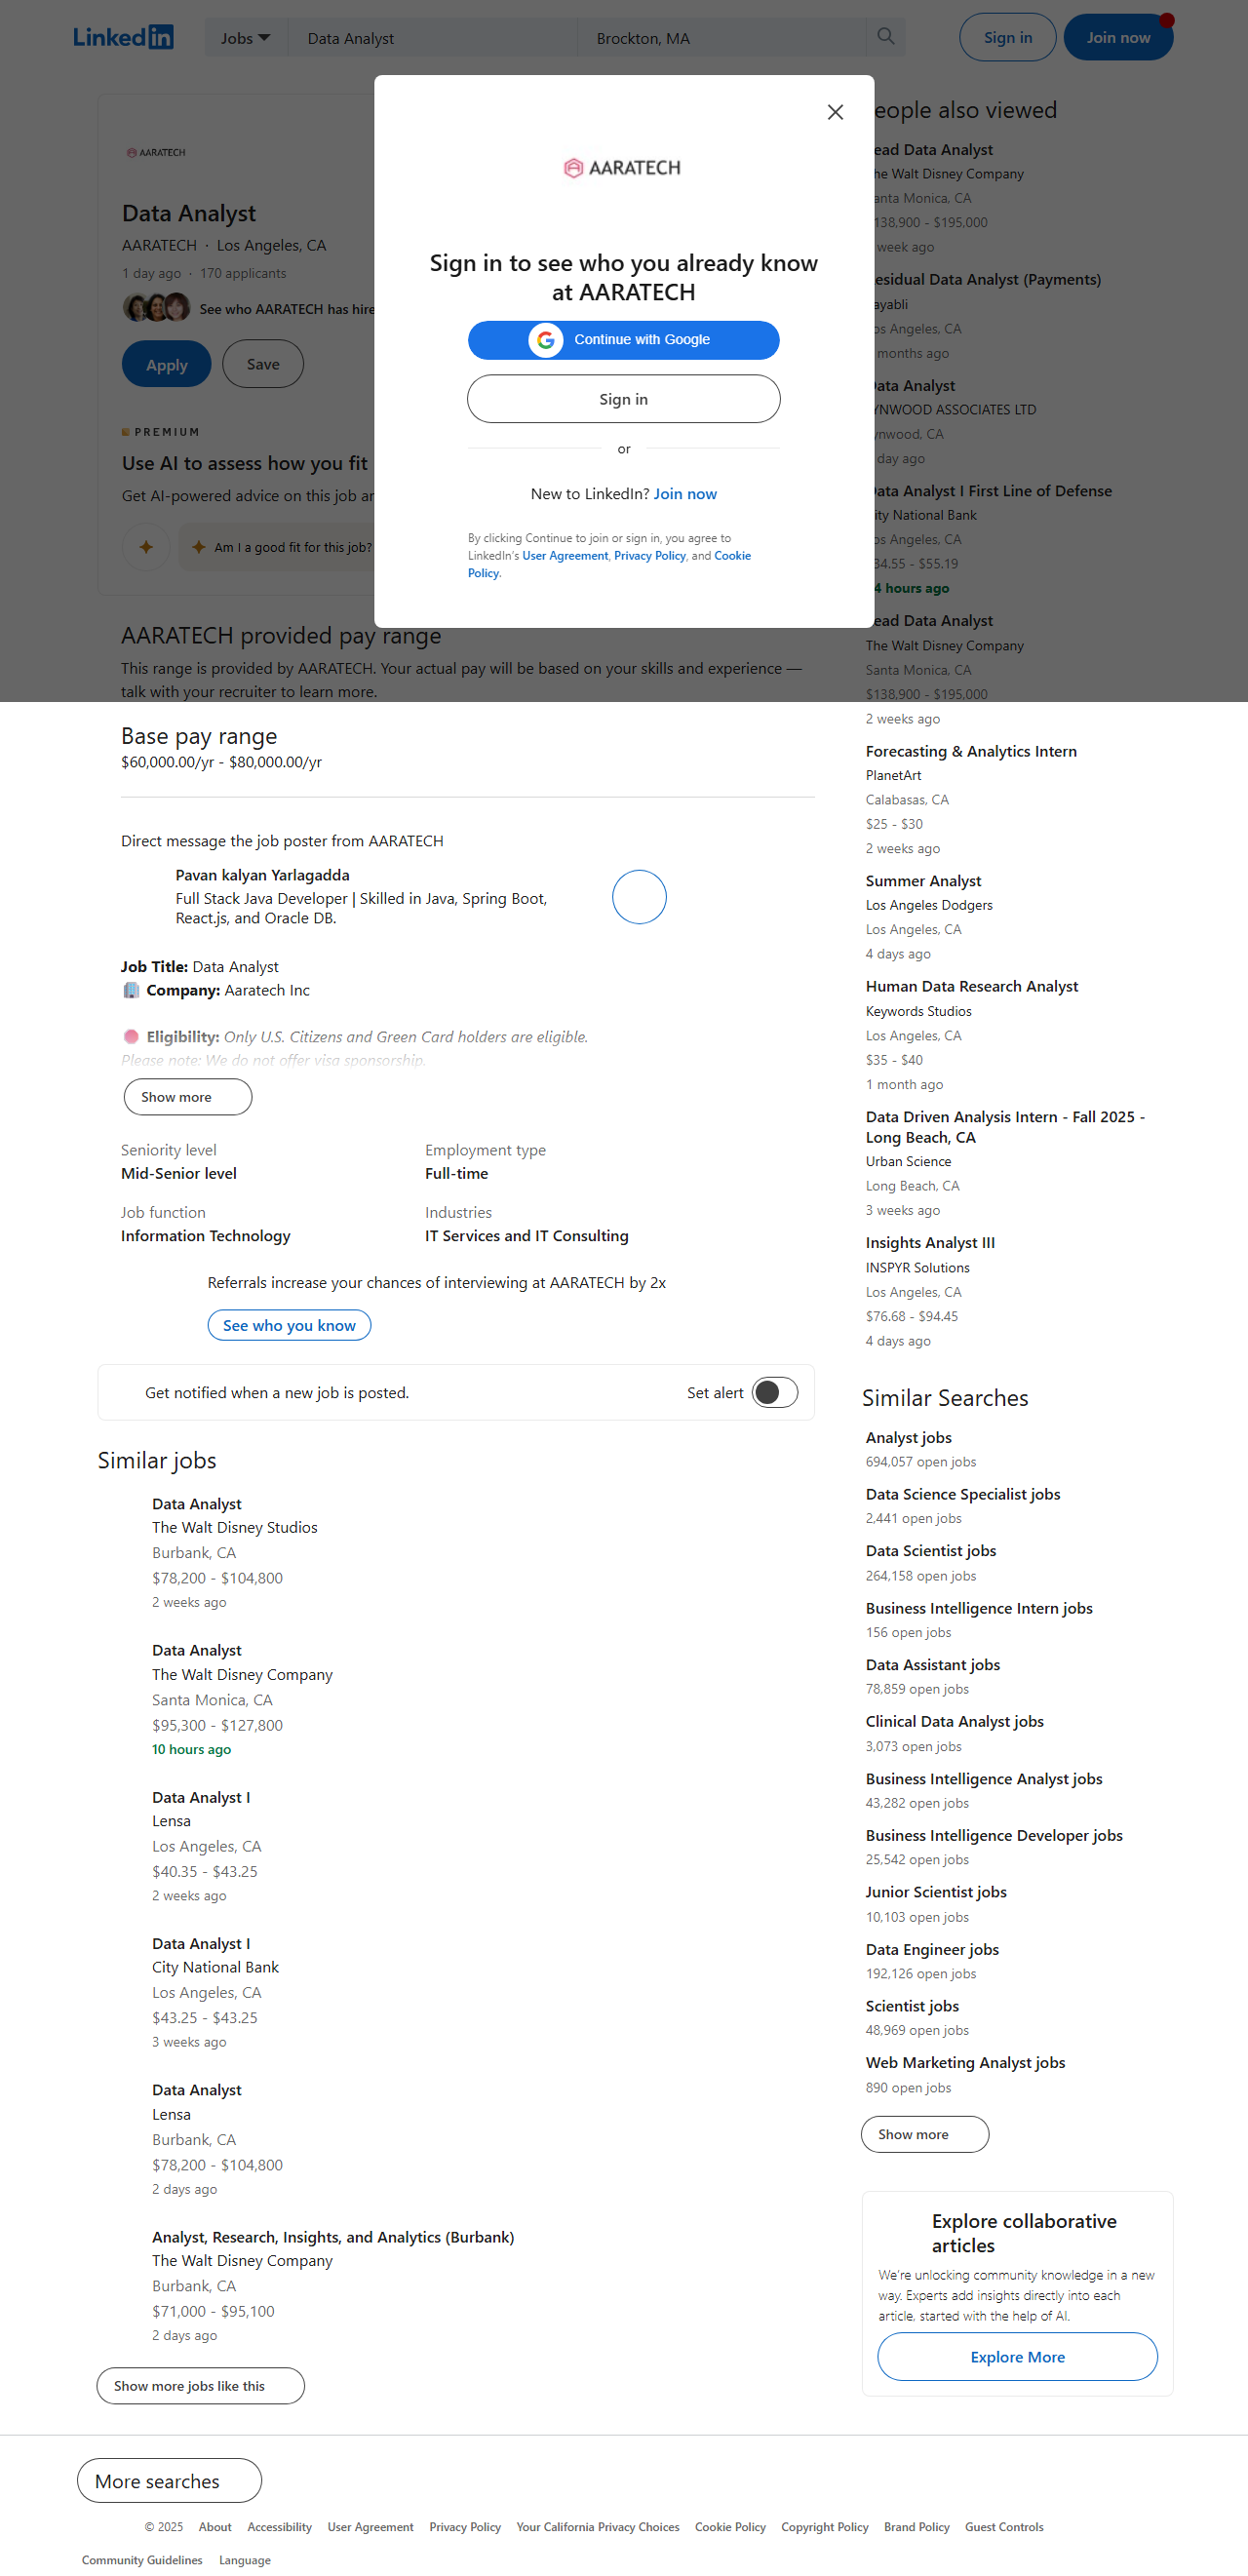 LinkedIn
Jobs
Data Analyst
Brockton, MA
Sign in
Join now
AARATECH
Data Analyst
AARATECH · Los Angeles, CA
1 day ago · 170 applicants
See who AARATECH has hire
Apply
Save
PREMIUM
Use AI to assess how you fit
Get AI-powered advice on this job
Am I a good fit for this job?
AARATECH
Sign in to see who you already know
at AARATECH
Continue with Google
Sign in
or
New to LinkedIn? Join now
By clicking Continue to join or sign in, you agree to
LinkedIn's User Agreement, Privacy Policy, and Cookie
Policy.
AARATECH provided pay range
This range is provided by AARATECH. Your actual pay will be based on your skills and experience —
talk with your recruiter to learn more.
Base pay range
$60,000.00/yr - $80,000.00/yr
Direct message the job poster from AARATECH
Pavan kalyan Yarlagadda
Full Stack Java Developer | Skilled in Java, Spring Boot,
React.js, and Oracle DB.
Job Title: Data Analyst
Company: Aaratech Inc
Eligibility: Only U.S. Citizens and Green Card holders are eligible.
Please note: We do not offer visa sponsorship.
Show more
Seniority level
Mid-Senior level
Employment type
Full-time
Job function
Information Technology
Industries
IT Services and IT Consulting
Referrals increase your chances of interviewing at AARATECH by 2x
See who you know
Get notified when a new job is posted.
Set alert
Similar jobs
Data Analyst
The Walt Disney Studios
Burbank, CA
$78,200 - $104,800
2 weeks ago
Data Analyst
The Walt Disney Company
Santa Monica, CA
$95,300 - $127,800
10 hours ago
Data Analyst I
Lensa
Los Angeles, CA
$40.35 - $43.25
2 weeks ago
Data Analyst I
City National Bank
Los Angeles, CA
$43.25 - $43.25
3 weeks ago
Data Analyst
Lensa
Burbank, CA
$78,200 - $104,800
2 days ago
Analyst, Research, Insights, and Analytics (Burbank)
The Walt Disney Company
Burbank, CA
$71,000 - $95,100
2 days ago
Show more jobs like this
eople also viewed
ead Data Analyst
he Walt Disney Company
anta Monica, CA
138,900 - $195,000
week ago
esidual Data Analyst (Payments)
ayabli
os Angeles, CA
months ago
ata Analyst
YNWOOD ASSOCIATES LTD
ynwood, CA
day ago
ata Analyst I First Line of Defense
ity National Bank
os Angeles, CA
34.55 - $55.19
4 hours ago
ead Data Analyst
The Walt Disney Company
Santa Monica, CA
$138,900 - $195,000
2 weeks ago
Forecasting & Analytics Intern
PlanetArt
Calabasas, CA
$25 - $30
2 weeks ago
Summer Analyst
Los Angeles Dodgers
Los Angeles, CA
4 days ago
Human Data Research Analyst
Keywords Studios
Los Angeles, CA
$35 - $40
1 month ago
Data Driven Analysis Intern - Fall 2025 -
Long Beach, CA
Urban Science
Long Beach, CA
3 weeks ago
Insights Analyst III
INSPYR Solutions
Los Angeles, CA
$76.68 - $94.45
4 days ago
Similar Searches
Analyst jobs
694,057 open jobs
Data Science Specialist jobs
2,441 open jobs
Data Scientist jobs
264,158 open jobs
Business Intelligence Intern jobs
156 open jobs
Data Assistant jobs
78,859 open jobs
Clinical Data Analyst jobs
3,073 open jobs
Business Intelligence Analyst jobs
43,282 open jobs
Business Intelligence Developer jobs
25,542 open jobs
Junior Scientist jobs
10,103 open jobs
Data Engineer jobs
192,126 open jobs
Scientist jobs
48,969 open jobs
Web Marketing Analyst jobs
890 open jobs
Show more
Explore collaborative
articles
We're unlocking community knowledge in a new
way. Experts add insights directly into each
article, started with the help of AI.
Explore More
More searches
© 2025 About Accessibility User Agreement Privacy Policy Your California Privacy Choices Cookie Policy Copyright Policy Brand Policy Guest Controls
Community Guidelines Language